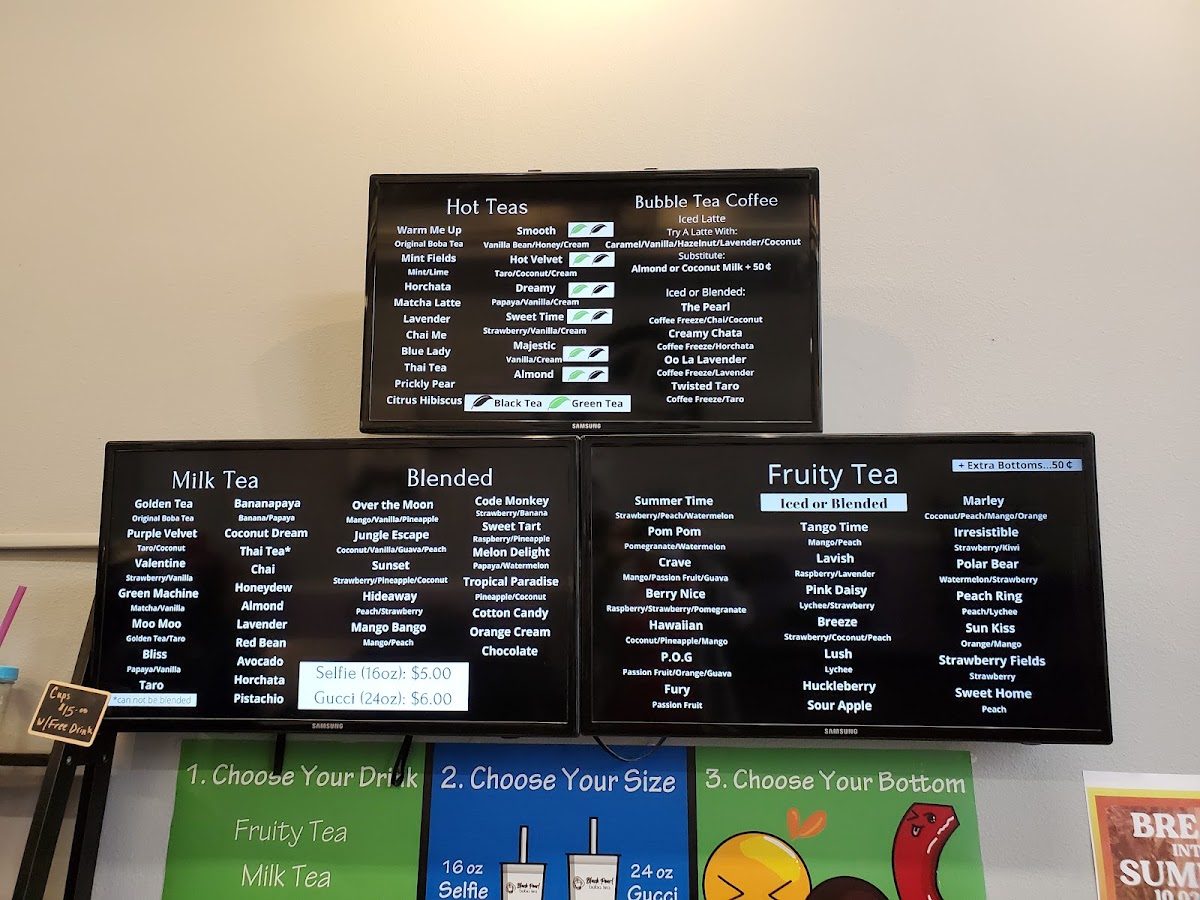 Hot Teas
Warm Me Up
Original Boba Tea
Mint Fields
Mint/Lime
Horchata
Matcha Latte
Lavender
Chai Me
Blue Lady
Thai Tea
Prickly Pear
Citrus Hibiscus
Smooth
Vanilla Bean/Honey/Cream
Hot Velvet
Taro/Coconut/Cream
Dreamy
Papaya/Vanilla/Cream
Sweet Time
Strawberry/Vanilla/Cream
Majestic
Vanilla/Cream
Almond
Black Tea Green Tea
Bubble Tea Coffee
Iced Latte
Try A Latte With:
Caramel/Vanilla/Hazelnut/Lavender/Coconut
Substitute:
Almond or Coconut Milk + 50¢
Iced or Blended:
The Pearl
Coffee Freeze/Chai/Coconut
Creamy Chata
Coffee Freeze/Horchata
Oo La Lavender
Coffee Freeze/Lavender
Twisted Taro
Coffee Freeze/Taro
SAMSUNG
Milk Tea
Golden Tea
Original Boba Tea
Purple Velvet
Taro/Coconut
Valentine
Strawberry/Vanilla
Green Machine
Matcha/Vanilla
Moo Moo
Golden Tea/Taro
Bliss
Papaya/Vanilla
Taro
*can not be blended
Bananapaya
Banana/Papaya
Coconut Dream
Thai Tea*
Chai
Honeydew
Almond
Lavender
Red Bean
Avocado
Horchata
Pistachio
Blended
Over the Moon
Mango/Vanilla/Pineapple
Jungle Escape
Coconut/Vanilla/Guava/Peach
Sunset
Strawberry/Pineapple/Coconut
Hideaway
Peach/Strawberry
Mango Bango
Mango/Peach
Code Monkey
Strawberry/Banana
Sweet Tart
Raspberry/Pineapple
Melon Delight
Papaya/Watermelon
Tropical Paradise
Pineapple/Coconut
Cotton Candy
Orange Cream
Chocolate
Selfie (16oz): $5.00
Gucci (24oz): $6.00
SAMSUNG
Fruity Tea
+ Extra Bottoms...50 ¢
Iced or Blended
Summer Time
Strawberry/Peach/Watermelon
Pom Pom
Pomegranate/Watermelon
Crave
Mango/Passion Fruit/Guava
Berry Nice
Raspberry/Strawberry/Pomegranate
Hawaiian
Coconut/Pineapple/Mango
P.O.G
Passion Fruit/Orange/Guava
Fury
Passion Fruit
Tango Time
Mango/Peach
Lavish
Raspberry/Lavender
Pink Daisy
Lychee/Strawberry
Breeze
Strawberry/Coconut/Peach
Lush
Lychee
Huckleberry
Sour Apple
Marley
Coconut/Peach/Mango/Orange
Irresistible
Strawberry/Kiwi
Polar Bear
Watermelon/Strawberry
Peach Ring
Peach/Lychee
Sun Kiss
Orange/Mango
Strawberry Fields
Strawberry
Sweet Home
Peach
SAMSUNG
Cups
$15.00
w/Free Drink
1. Choose Your Drink
Fruity Tea
Milk Tea
2. Choose Your Size
16 oz
Selfie
Black Pearl
boba tea
Black Pearl
boba tea
24 oz
Gucci
3. Choose Your Bottom
BRE
INT
SUM